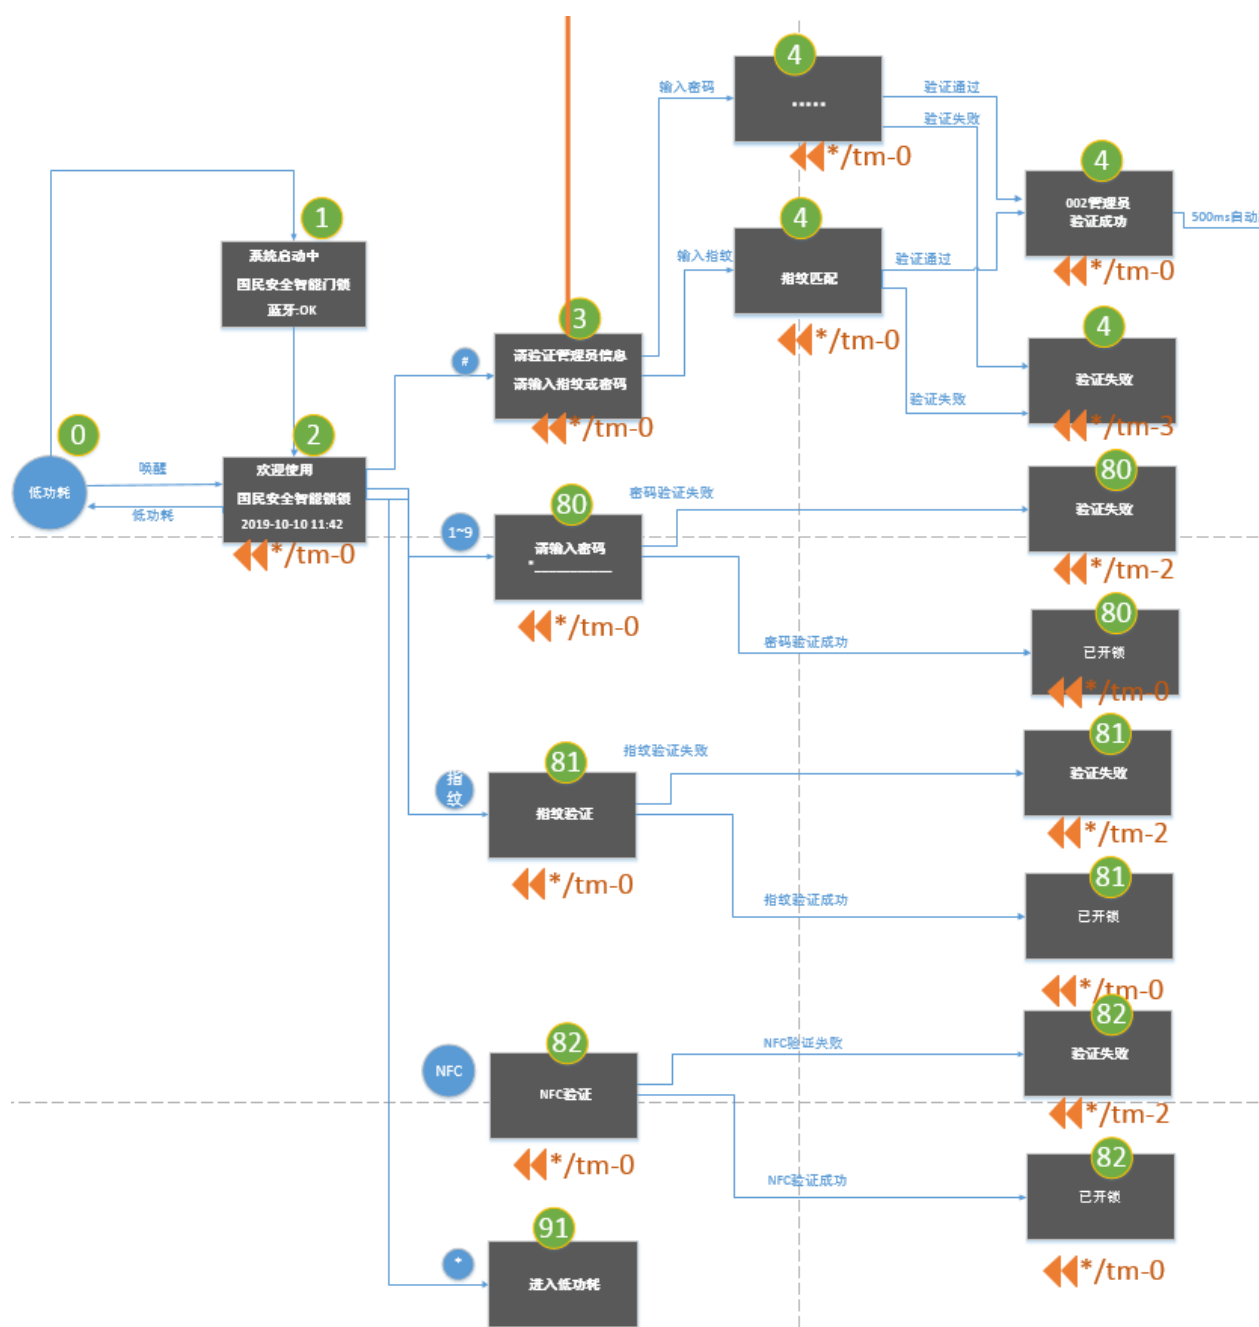 4
输入密码
*****
验证通过
验证失败
*/tm-0
4
002管理员
验证成功
500ms自动
*/tm-0
1
系统启动中
国民安全智能门锁
蓝牙:OK
4
输入指纹
指纹匹配
验证通过
*/tm-0
验证失败
3
#
请验证管理员信息
请输入指纹或密码
*/tm-0
4
验证失败
*/tm-3
0
低功耗
唤醒
低功耗
2
欢迎使用
国民安全智能锁锁
2019-10-10 11:42
*/tm-0
1~9
80
请输入密码
*___________
*/tm-0
密码验证失败
80
验证失败
*/tm-2
密码验证成功
80
已开锁
*/tm-0
指
纹
81
指纹验证
*/tm-0
指纹验证失败
81
验证失败
*/tm-2
指纹验证成功
81
已开锁
*/tm-0
NFC
82
NFC验证
*/tm-0
NFC验证失败
82
验证失败
*/tm-2
NFC验证成功
82
已开锁
*/tm-0
*
91
进入低功耗